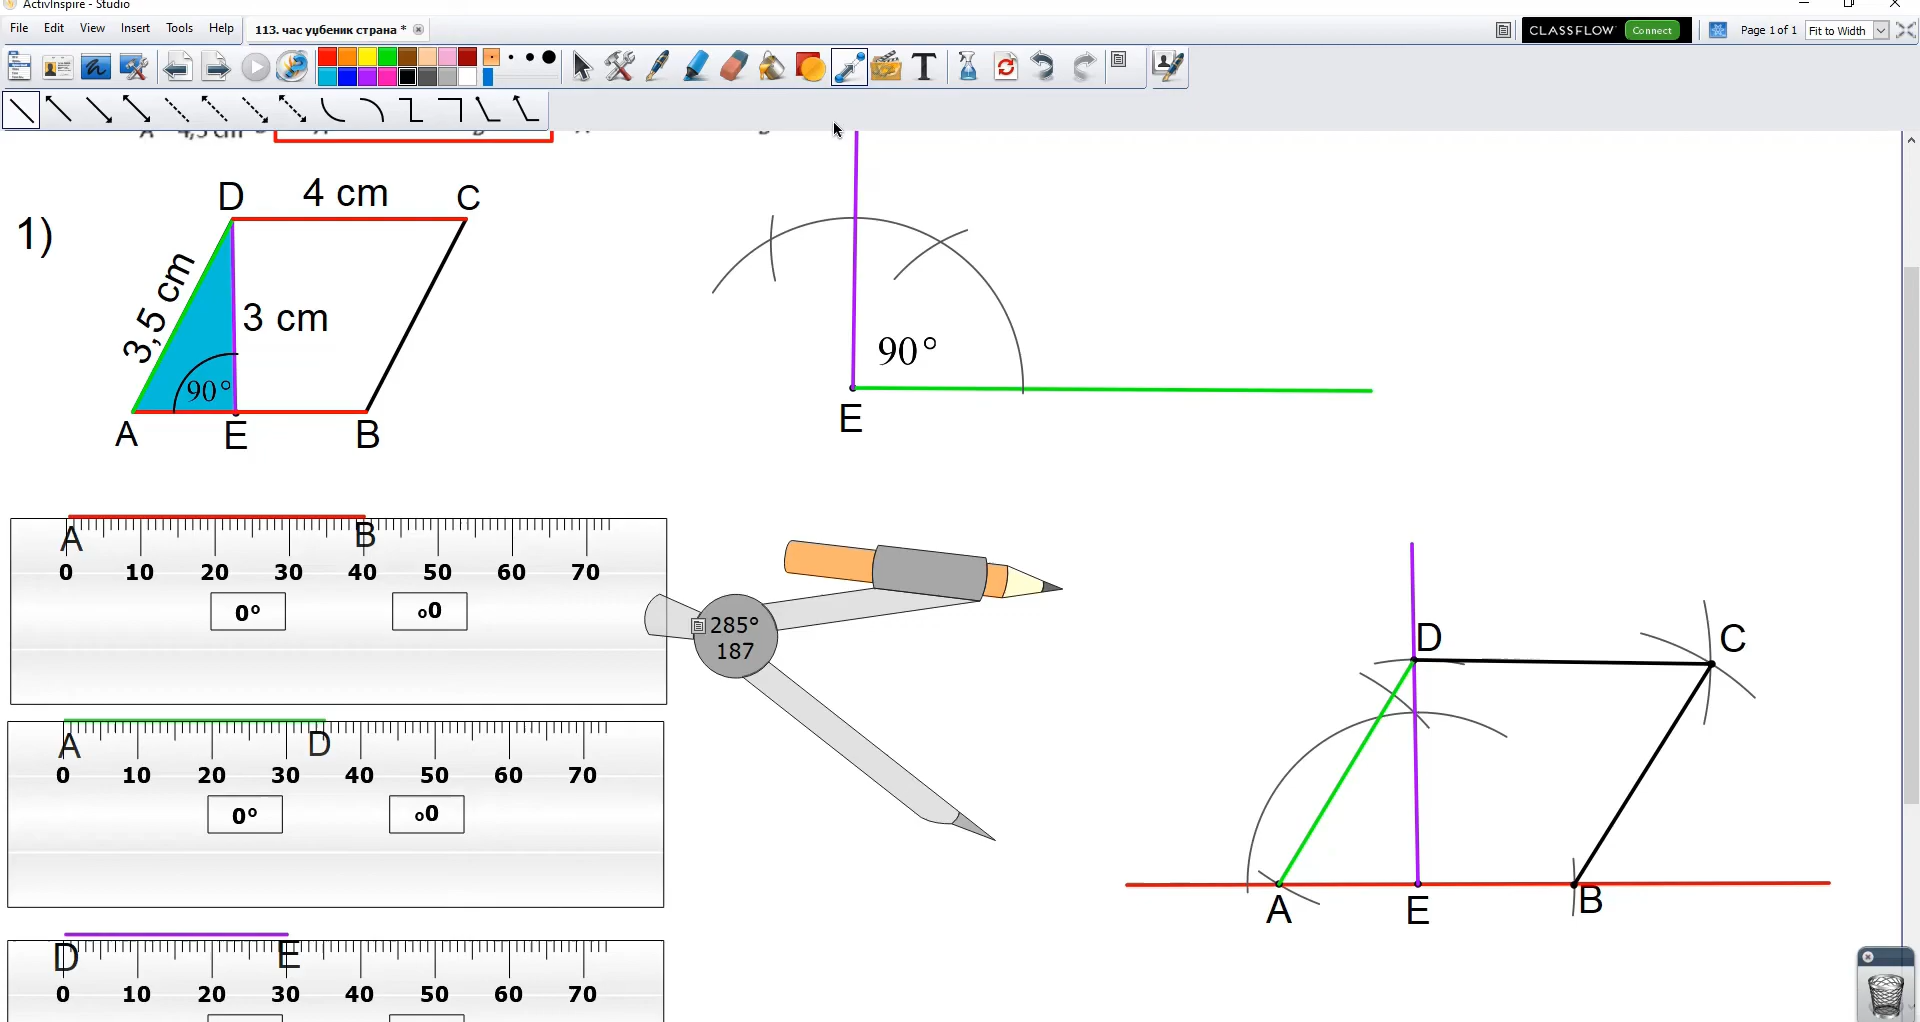 ActivInspire - Studio
File Edit View Insert Tools Help
113. час уџбеник страна *
CLASSFLOW Connect
Page 1 of 1 Fit to Width
T
4,5 cm
1)
D 4 cm C
3,5 cm
3 cm
90°
A E B
90°
E
A B
0 10 20 30 40 50 60 70
0° 0°
285°
187
A D
0 10 20 30 40 50 60 70
0° 0°
D E
0 10 20 30 40 50 60 70
D C
A E B